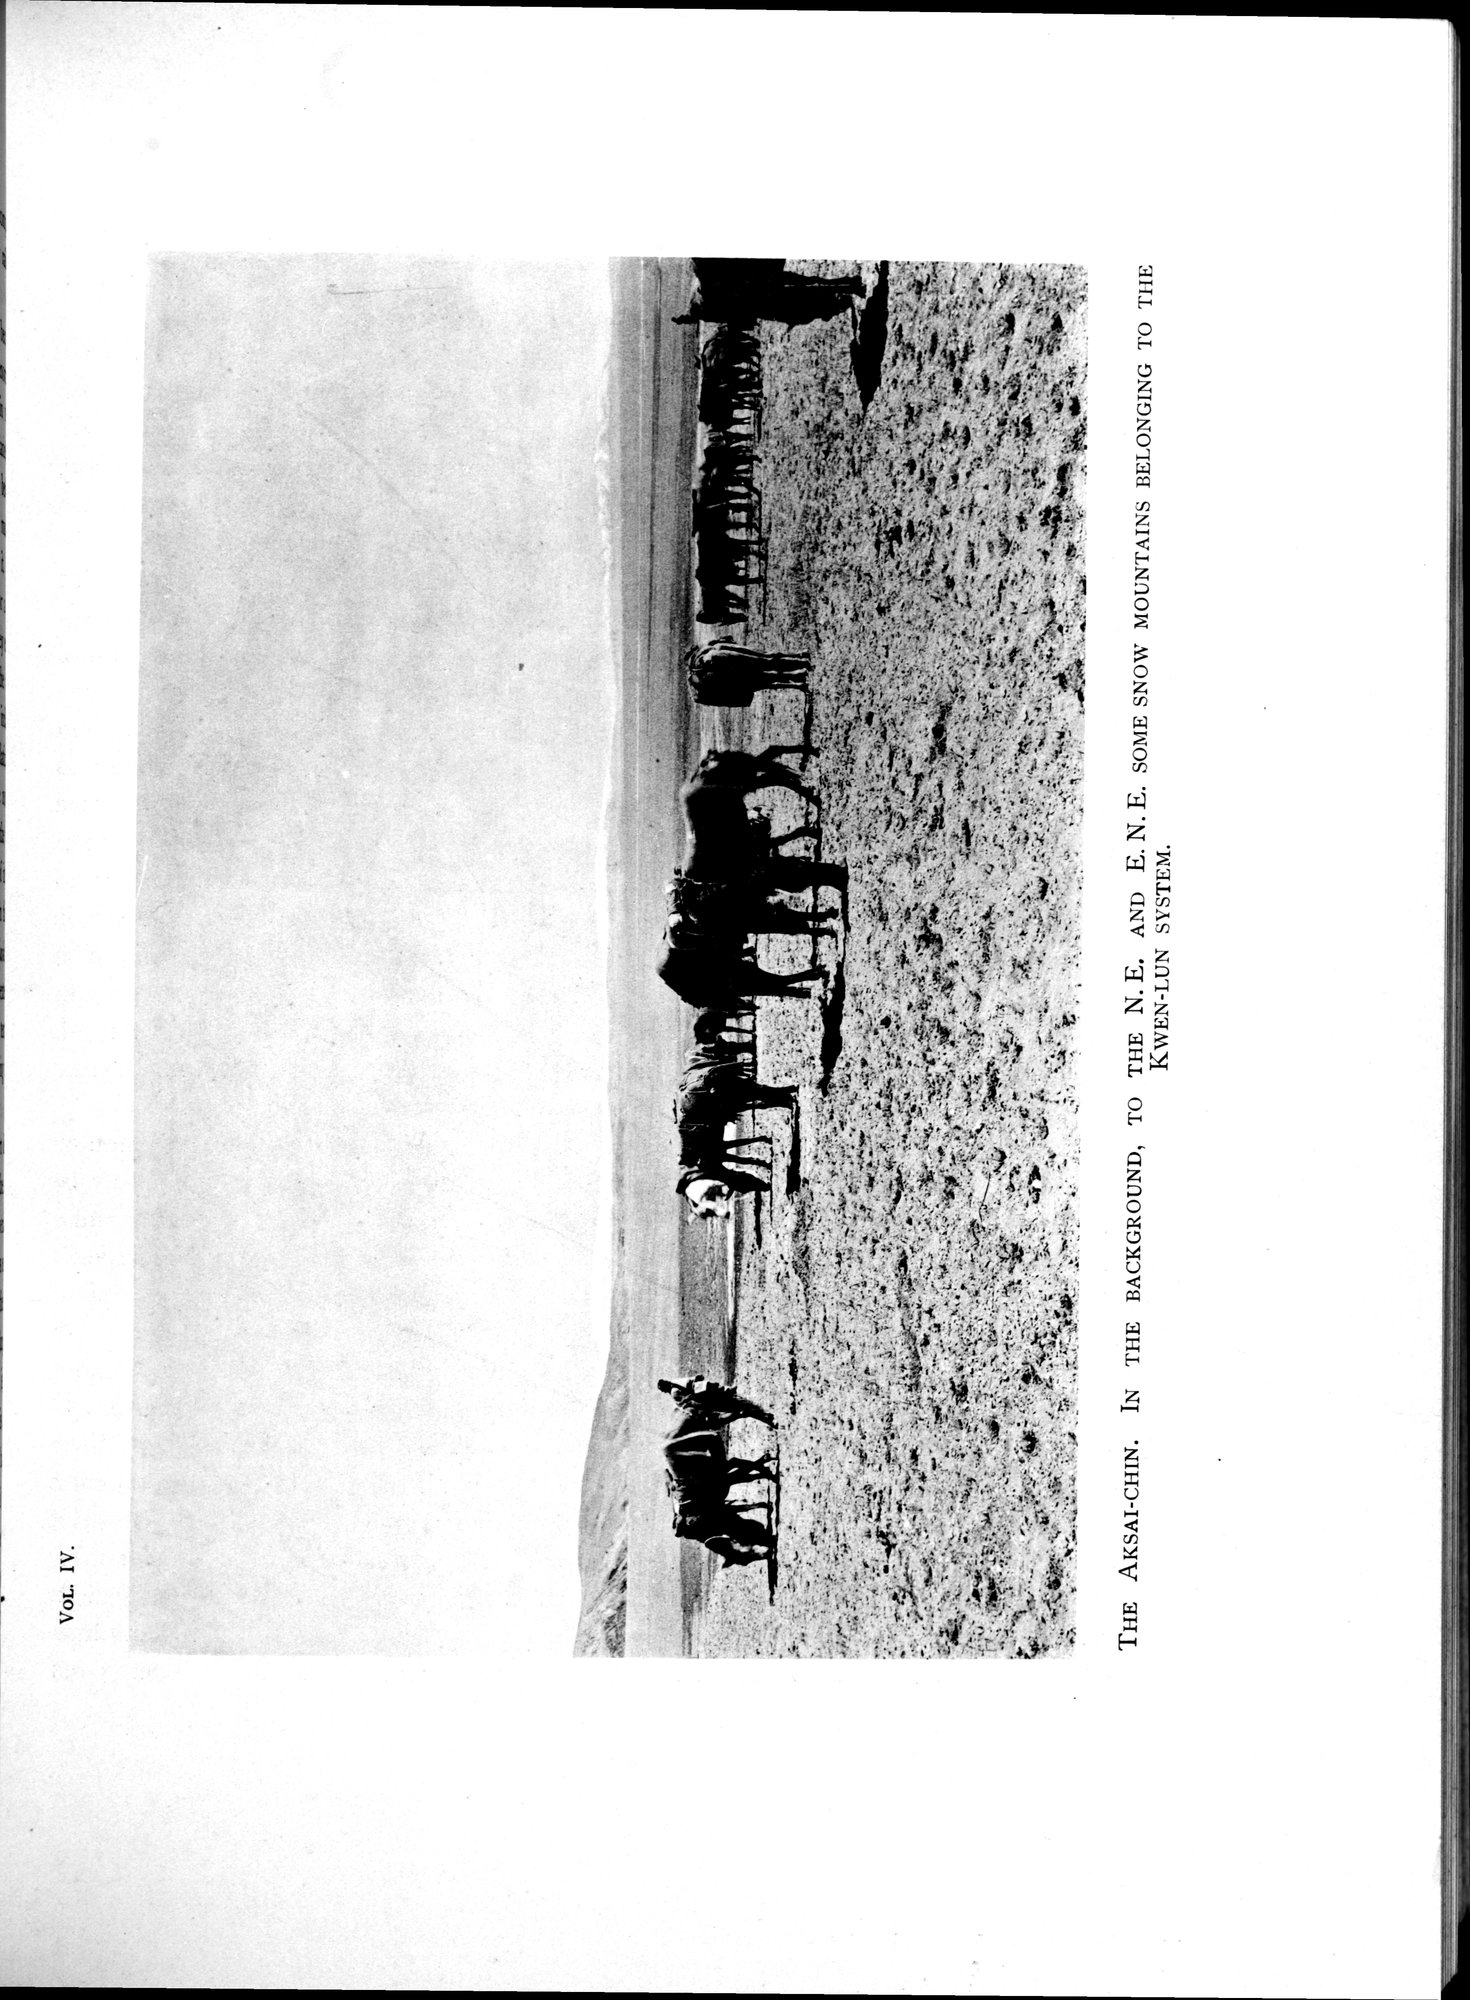 VOL. IV.
THE AKSAI-CHIN. IN THE BACKGROUND, TO THE N. E. AND E. N. E. SOME SNOW MOUNTAINS BELONGING TO THE
KWEN-LUN SYSTEM.